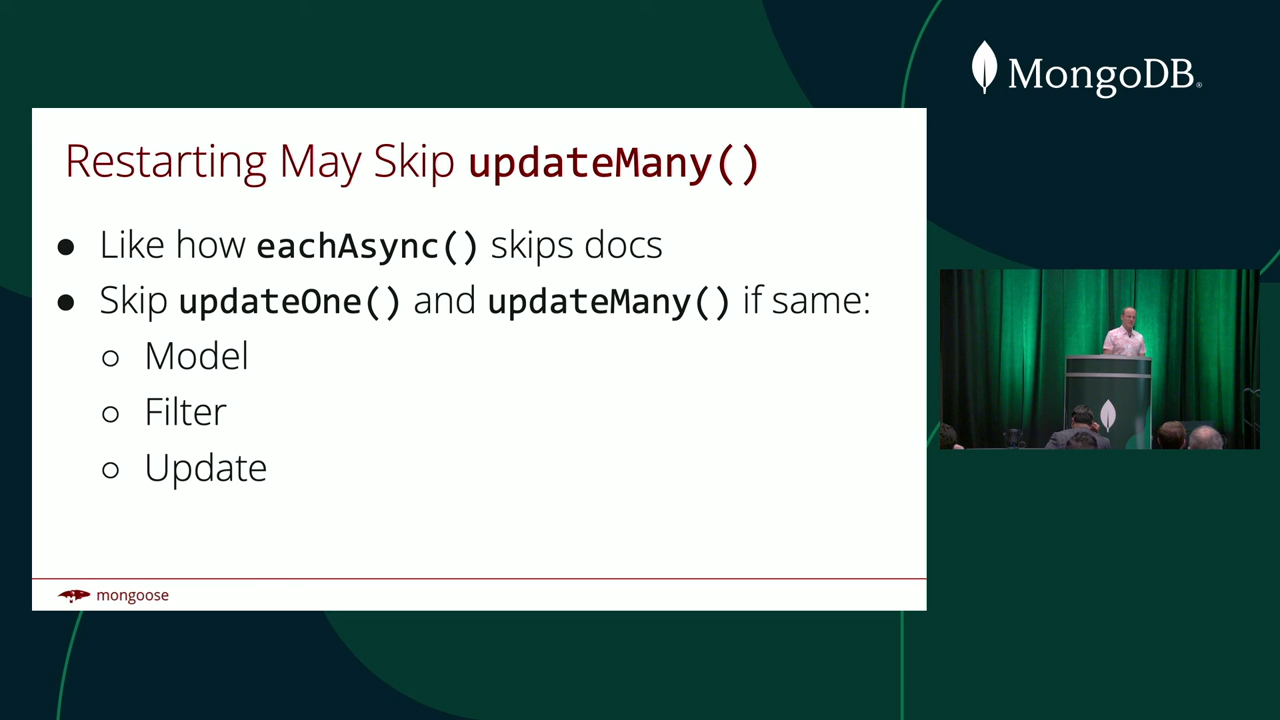 MongoDB®
Restarting May Skip updateMany()
● Like how eachAsync() skips docs
● Skip updateOne() and updateMany() if same:
○ Model
○ Filter
○ Update
mongoose